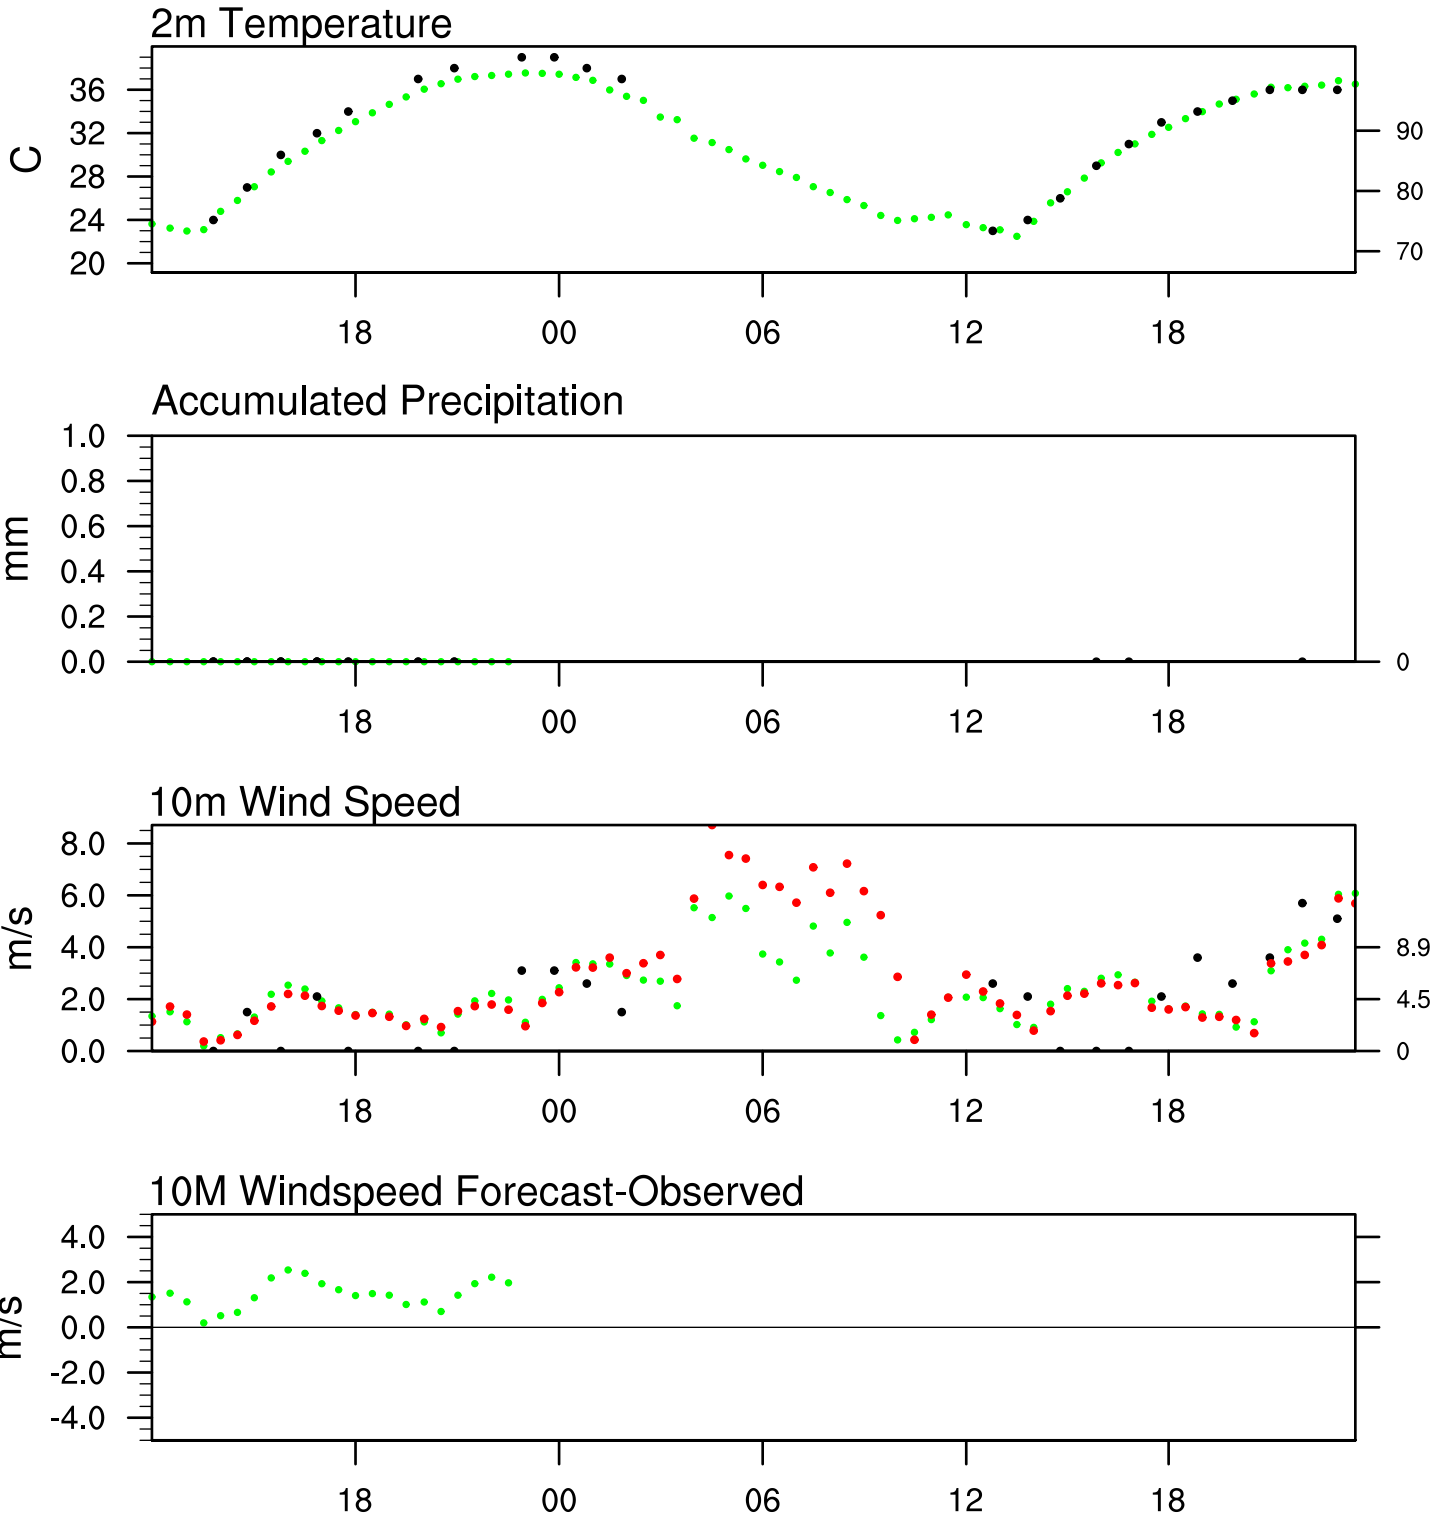 2m Temperature
36
32
28
24
20
C
90
80
70
18 00 06 12 18
Accumulated Precipitation
1.0
0.8
0.6
0.4
0.2
0.0
mm
0
18 00 06 12 18
10m Wind Speed
8.0
6.0
4.0
2.0
0.0
m/s
8.9
4.5
0
18 00 06 12 18
10M Windspeed Forecast-Observed
4.0
2.0
0.0
-2.0
-4.0
m/s
18 00 06 12 18